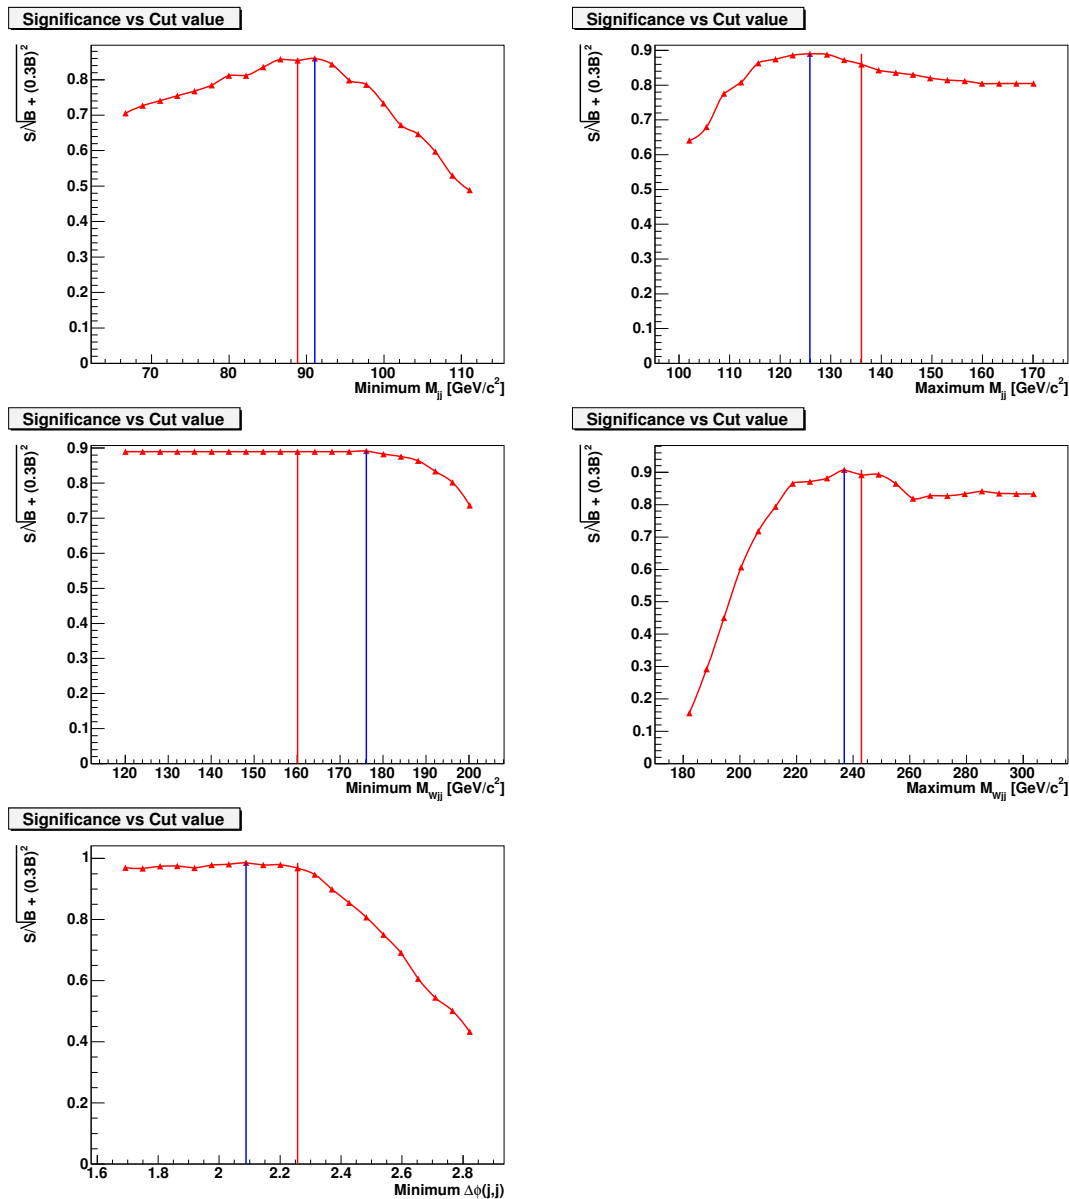 Significance vs Cut value
S/√B + (0.3B)²
0.8
0.7
0.6
0.5
0.4
0.3
0.2
0.1
0
70 80 90 100 110
Minimum Mjj [GeV/c²]
Significance vs Cut value
S/√B + (0.3B)²
0.9
0.8
0.7
0.6
0.5
0.4
0.3
0.2
0.1
0
100 110 120 130 140 150 160 170
Maximum Mjj [GeV/c²]
Significance vs Cut value
S/√B + (0.3B)²
0.9
0.8
0.7
0.6
0.5
0.4
0.3
0.2
0.1
0
120 130 140 150 160 170 180 190 200
Minimum MWjj [GeV/c²]
Significance vs Cut value
S/√B + (0.3B)²
0.9
0.8
0.7
0.6
0.5
0.4
0.3
0.2
0.1
0
180 200 220 240 260 280 300
Maximum MWjj [GeV/c²]
Significance vs Cut value
S/√B + (0.3B)²
1
0.8
0.6
0.4
0.2
0
1.6 1.8 2 2.2 2.4 2.6 2.8
Minimum Δϕ(j,j)